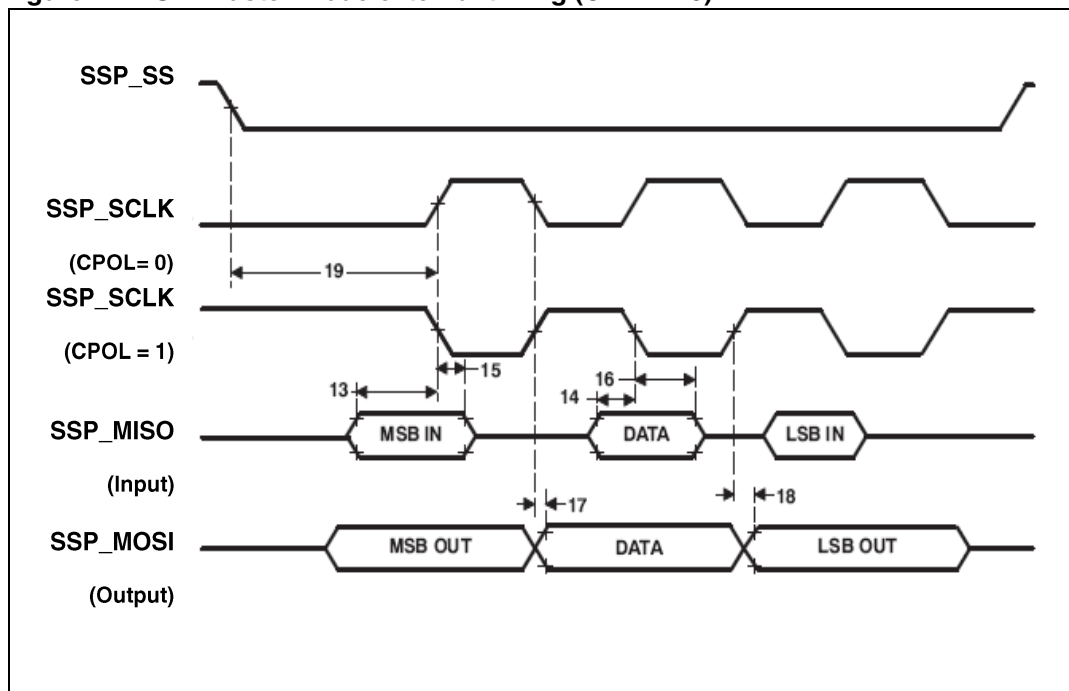 SSP_SS
SSP_SCLK
(CPOL= 0)
19
SSP_SCLK
(CPOL = 1)
15
13
16
14
SSP_MISO
MSB IN
DATA
LSB IN
(Input)
17
18
SSP_MOSI
MSB OUT
DATA
LSB OUT
(Output)